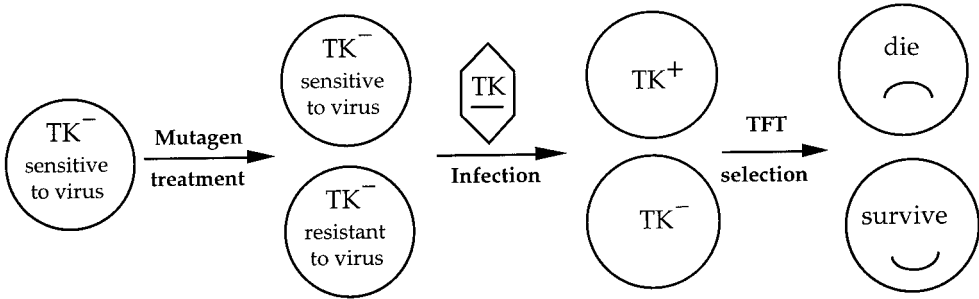 TK⁻
sensitive
to virus
Mutagen
treatment
TK⁻
sensitive
to virus
TK⁻
resistant
to virus
TK
Infection
TK⁺
TK⁻
TFT
selection
die
survive